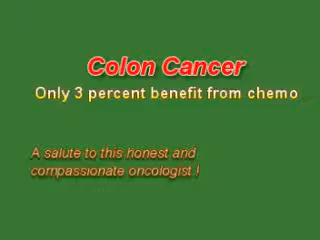 Colon Cancer
Only 3 percent benefit from chemo
A salute to this honest and
compassionate oncologist !